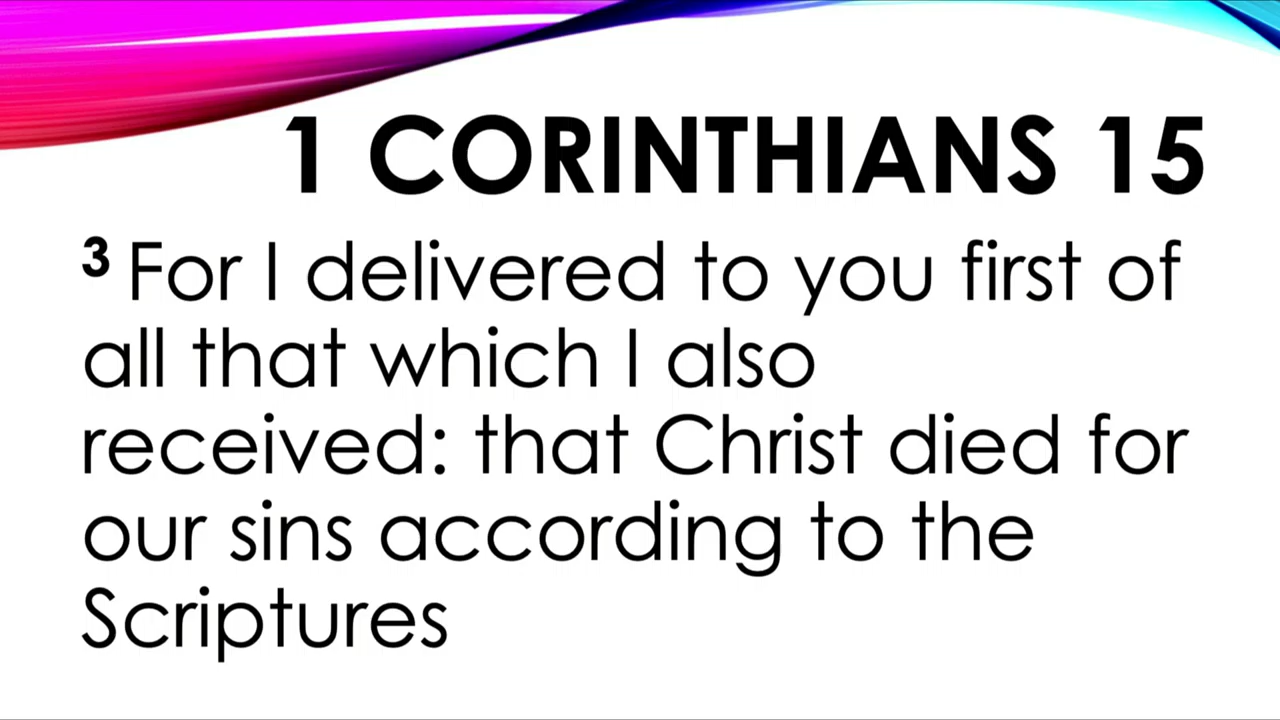 1 CORINTHIANS 15
3 For I delivered to you first of
all that which I also
received: that Christ died for
our sins according to the
Scriptures